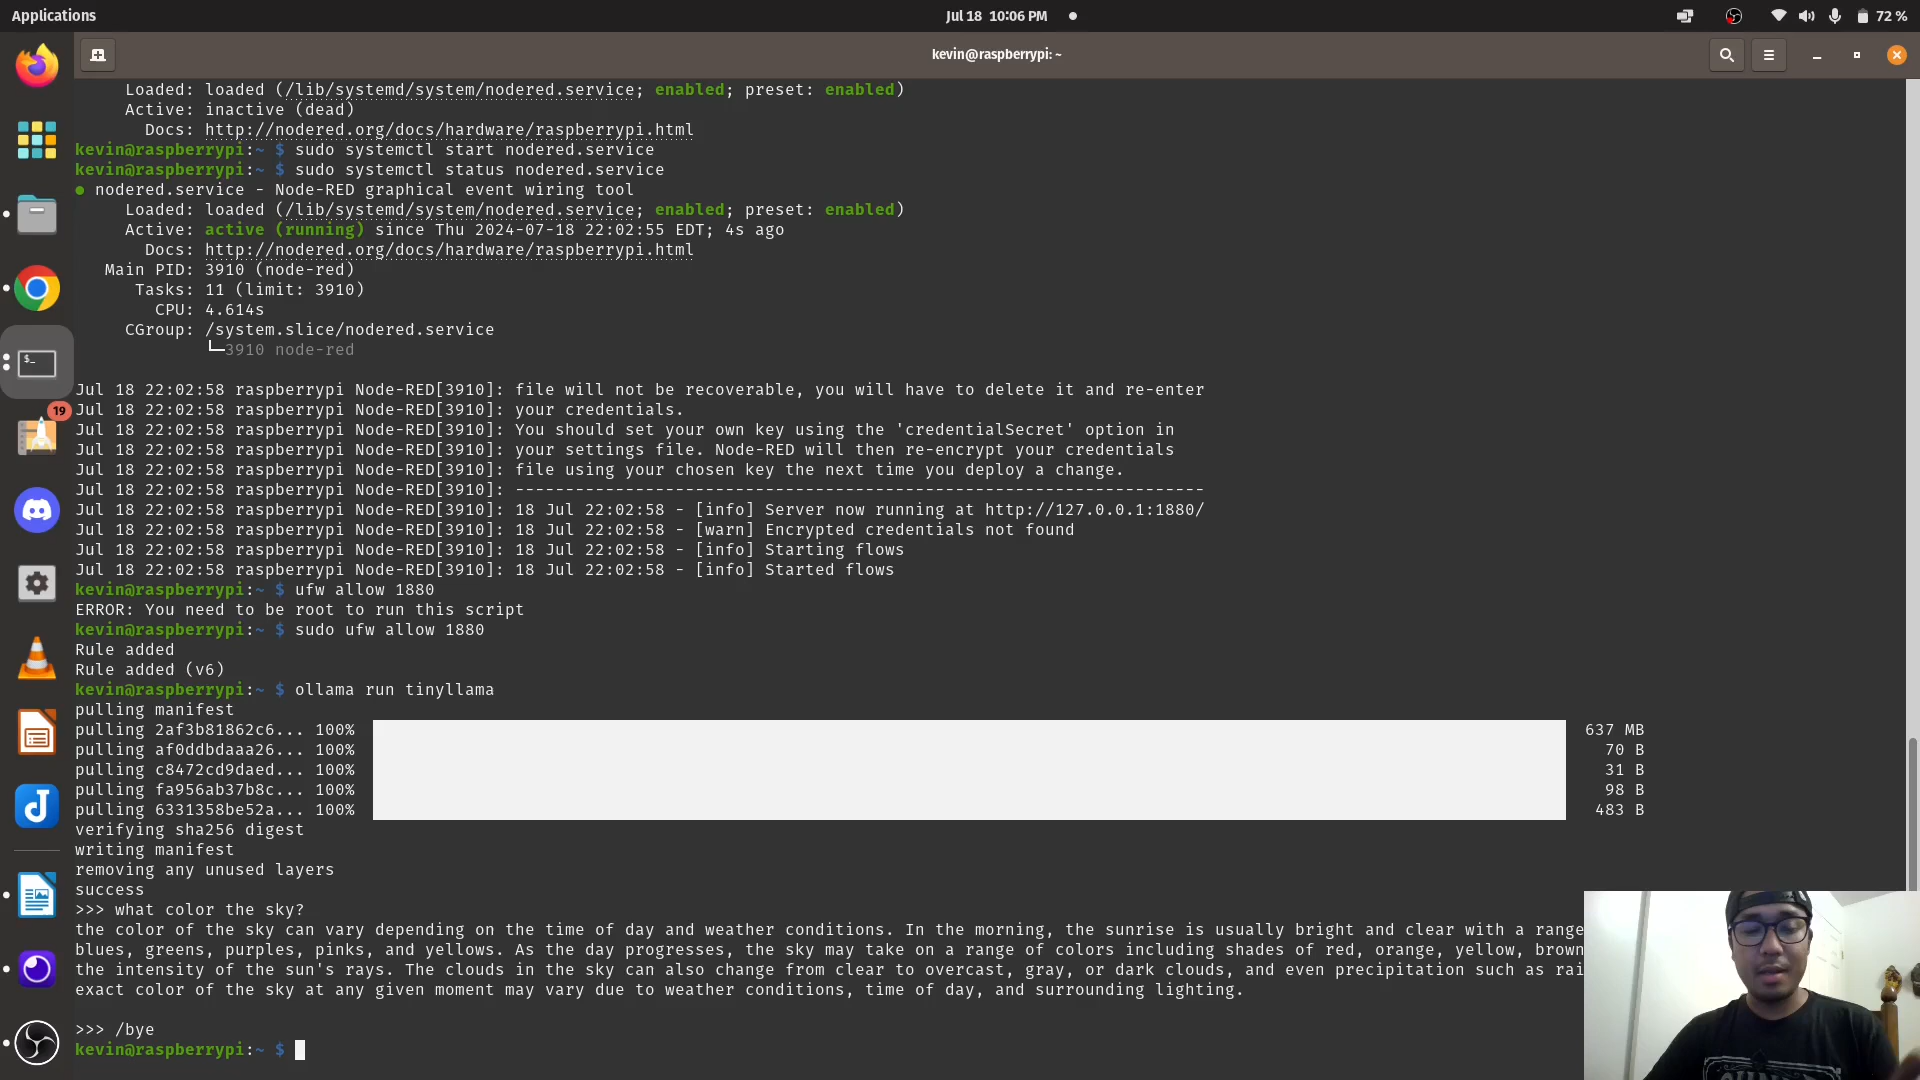 Applications
Jul 18 10:06 PM
72 %
kevin@raspberrypi: ~
Loaded: loaded (/lib/systemd/system/nodered.service; enabled; preset: enabled)
Active: inactive (dead)
Docs: http://nodered.org/docs/hardware/raspberrypi.html
kevin@raspberrypi:~ $ sudo systemctl start nodered.service
kevin@raspberrypi:~ $ sudo systemctl status nodered.service
● nodered.service - Node-RED graphical event wiring tool
Loaded: loaded (/lib/systemd/system/nodered.service; enabled; preset: enabled)
Active: active (running) since Thu 2024-07-18 22:02:55 EDT; 4s ago
Docs: http://nodered.org/docs/hardware/raspberrypi.html
Main PID: 3910 (node-red)
Tasks: 11 (limit: 3910)
CPU: 4.614s
CGroup: /system.slice/nodered.service
└─3910 node-red
Jul 18 22:02:58 raspberrypi Node-RED[3910]: file will not be recoverable, you will have to delete it and re-enter
Jul 18 22:02:58 raspberrypi Node-RED[3910]: your credentials.
Jul 18 22:02:58 raspberrypi Node-RED[3910]: You should set your own key using the 'credentialSecret' option in
Jul 18 22:02:58 raspberrypi Node-RED[3910]: your settings file. Node-RED will then re-encrypt your credentials
Jul 18 22:02:58 raspberrypi Node-RED[3910]: file using your chosen key the next time you deploy a change.
Jul 18 22:02:58 raspberrypi Node-RED[3910]: ---------------------------------------------------------------------
Jul 18 22:02:58 raspberrypi Node-RED[3910]: 18 Jul 22:02:58 - [info] Server now running at http://127.0.0.1:1880/
Jul 18 22:02:58 raspberrypi Node-RED[3910]: 18 Jul 22:02:58 - [warn] Encrypted credentials not found
Jul 18 22:02:58 raspberrypi Node-RED[3910]: 18 Jul 22:02:58 - [info] Starting flows
Jul 18 22:02:58 raspberrypi Node-RED[3910]: 18 Jul 22:02:58 - [info] Started flows
kevin@raspberrypi:~ $ ufw allow 1880
ERROR: You need to be root to run this script
kevin@raspberrypi:~ $ sudo ufw allow 1880
Rule added
Rule added (v6)
kevin@raspberrypi:~ $ ollama run tinyllama
pulling manifest
pulling 2af3b81862c6... 100% 637 MB
pulling af0ddbdaaa26... 100% 70 B
pulling c8472cd9daed... 100% 31 B
pulling fa956ab37b8c... 100% 98 B
pulling 6331358be52a... 100% 483 B
verifying sha256 digest
writing manifest
removing any unused layers
success
>>> what color the sky?
the color of the sky can vary depending on the time of day and weather conditions. In the morning, the sunrise is usually bright and clear with a range
blues, greens, purples, pinks, and yellows. As the day progresses, the sky may take on a range of colors including shades of red, orange, yellow, brown
the intensity of the sun's rays. The clouds in the sky can also change from clear to overcast, gray, or dark clouds, and even precipitation such as rai
exact color of the sky at any given moment may vary due to weather conditions, time of day, and surrounding lighting.
>>> /bye
kevin@raspberrypi:~ $
19
$_